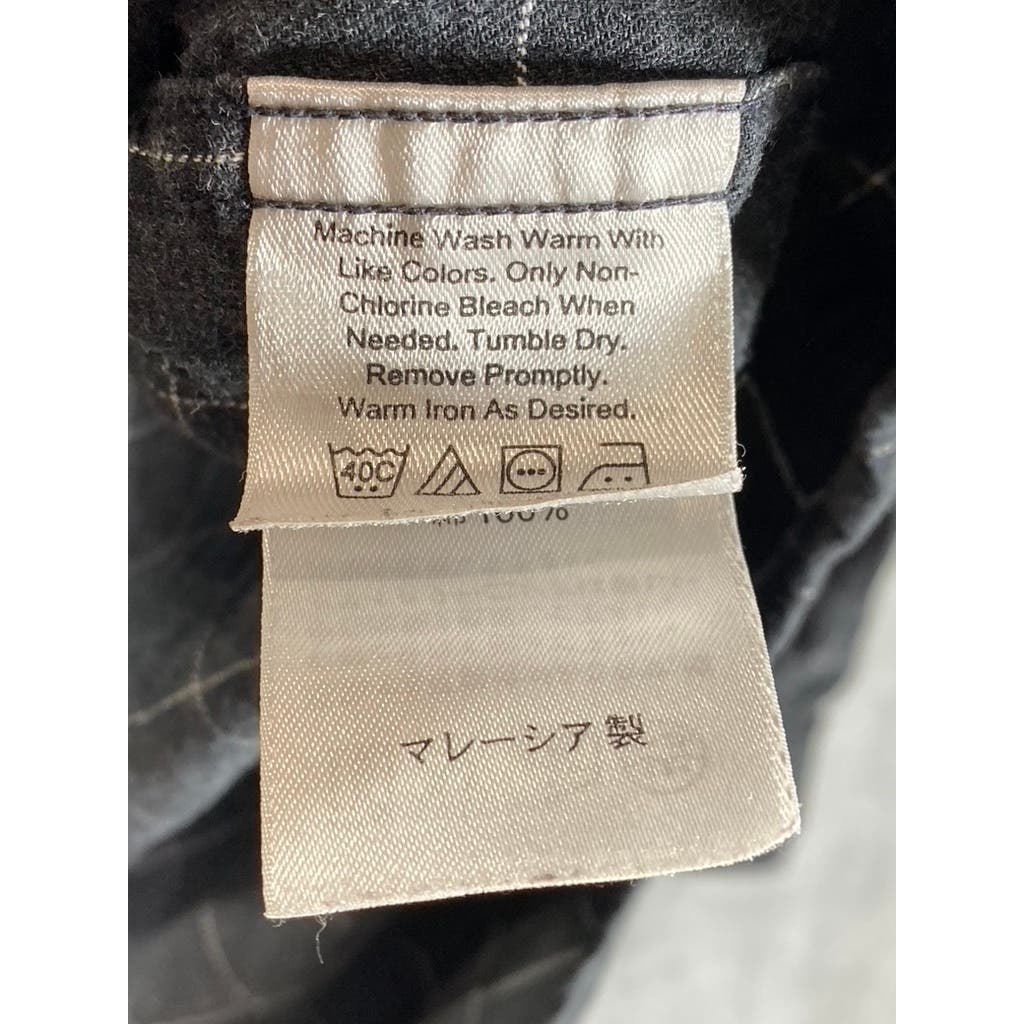 Machine Wash Warm With
Like Colors. Only Non-
Chlorine Bleach When
Needed. Tumble Dry.
Remove Promptly.
Warm Iron As Desired.
40C
綿 100%
マレーシア製